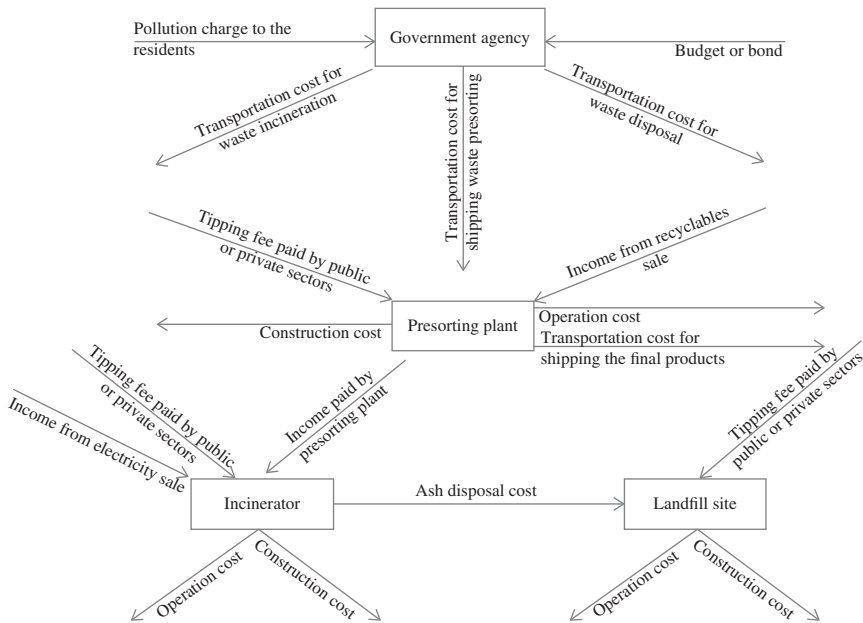 Pollution charge to the
residents
Government agency
Budget or bond
Transportation cost for
waste incineration
Transportation cost for
shipping waste presorting
Transportation cost for
waste disposal
Tipping fee paid by public
or private sectors
Income from recyclables
sale
Construction cost
Presorting plant
Operation cost
Transportation cost for
shipping the final products
Tipping fee paid by public
or private sectors
Income from electricity sale
Income paid by
presorting plant
Tipping fee paid by
public or private sectors
Incinerator
Ash disposal cost
Landfill site
Operation cost
Construction cost
Operation cost
Construction cost